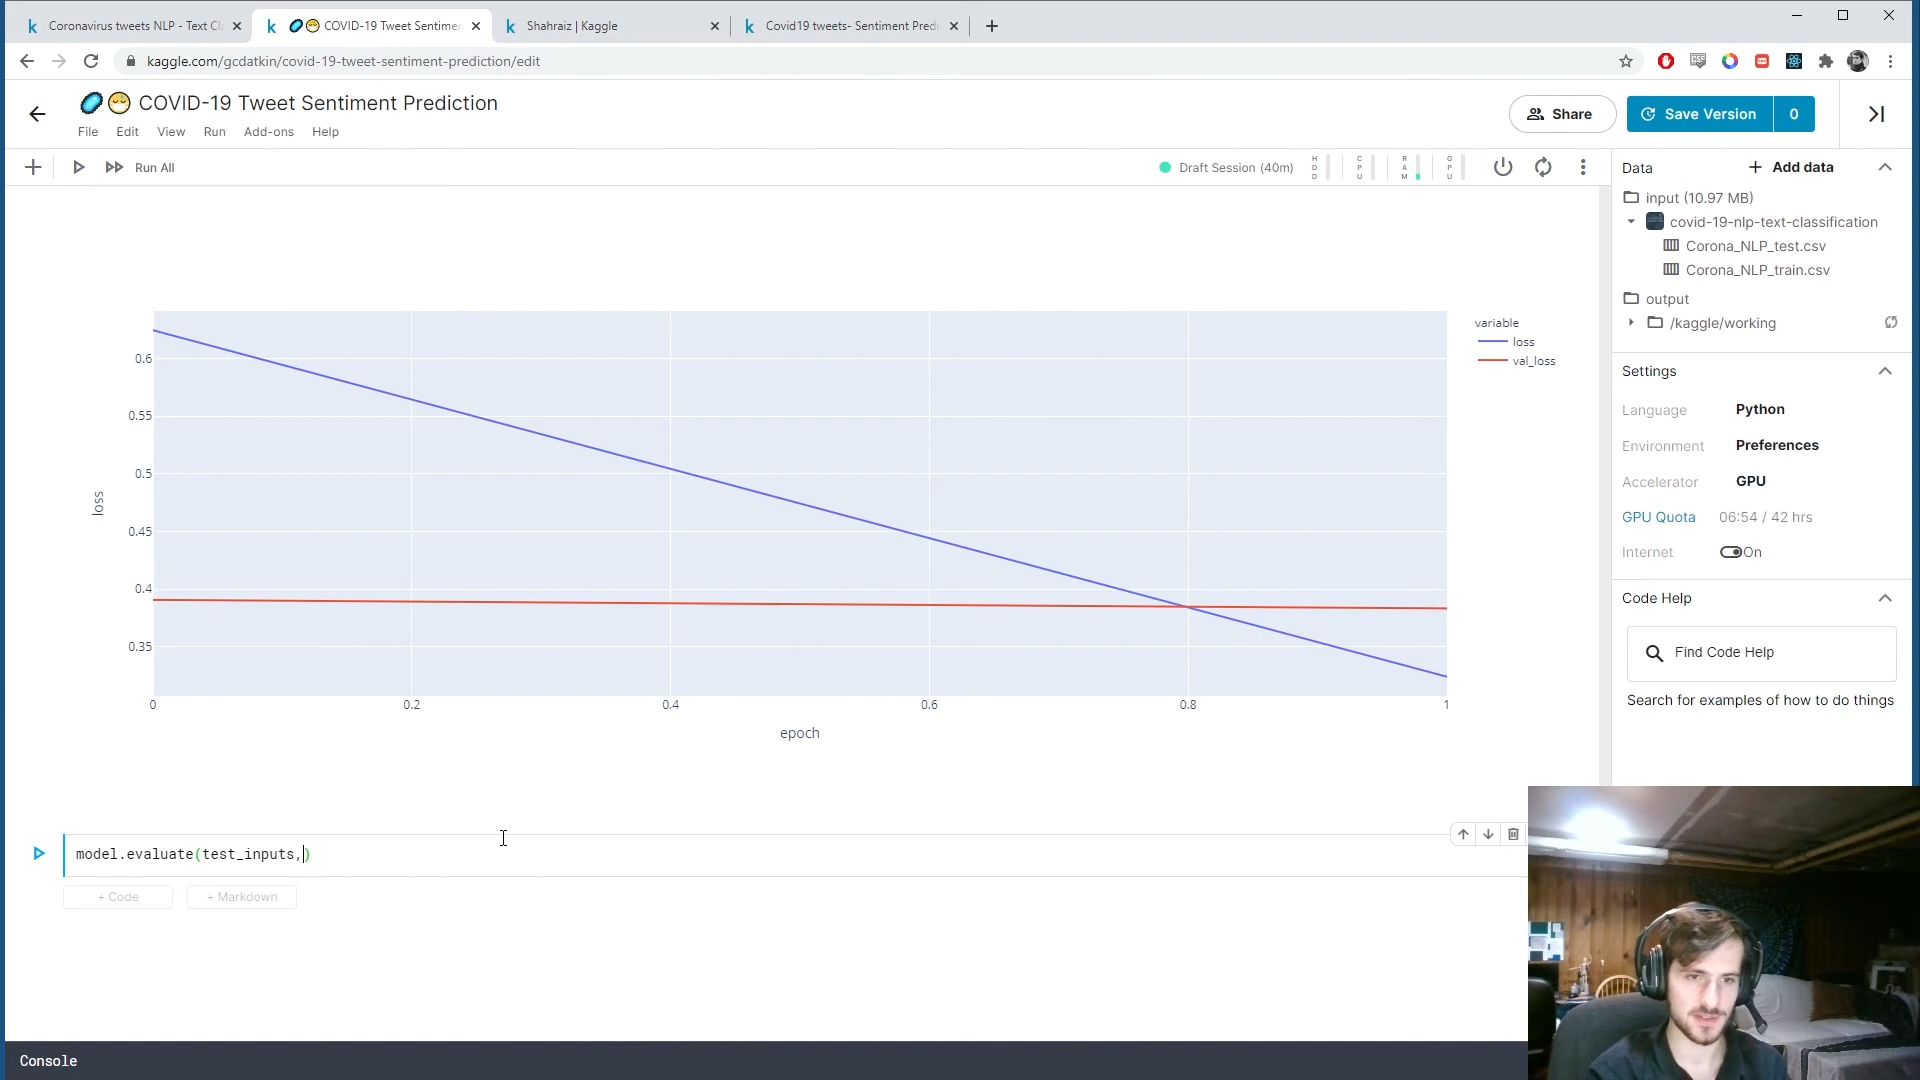 Coronavirus tweets NLP - Text Cl
COVID-19 Tweet Sentimen
Shahraiz | Kaggle
Covid19 tweets- Sentiment Predi
kaggle.com/gcdatkin/covid-19-tweet-sentiment-prediction/edit
COVID-19 Tweet Sentiment Prediction
File Edit View Run Add-ons Help
Share
Save Version 0
Run All
Draft Session (40m)
HDD
CPU
RAM
GPU
Data
Add data
input (10.97 MB)
covid-19-nlp-text-classification
Corona_NLP_test.csv
Corona_NLP_train.csv
output
/kaggle/working
Settings
Language Python
Environment Preferences
Accelerator GPU
GPU Quota 06:54 / 42 hrs
Internet On
Code Help
Find Code Help
Search for examples of how to do things
variable
loss
val_loss
0.6
0.55
0.5
0.45
0.4
0.35
loss
0 0.2 0.4 0.6 0.8 1
epoch
model.evaluate(test_inputs,)
+ Code + Markdown
Console